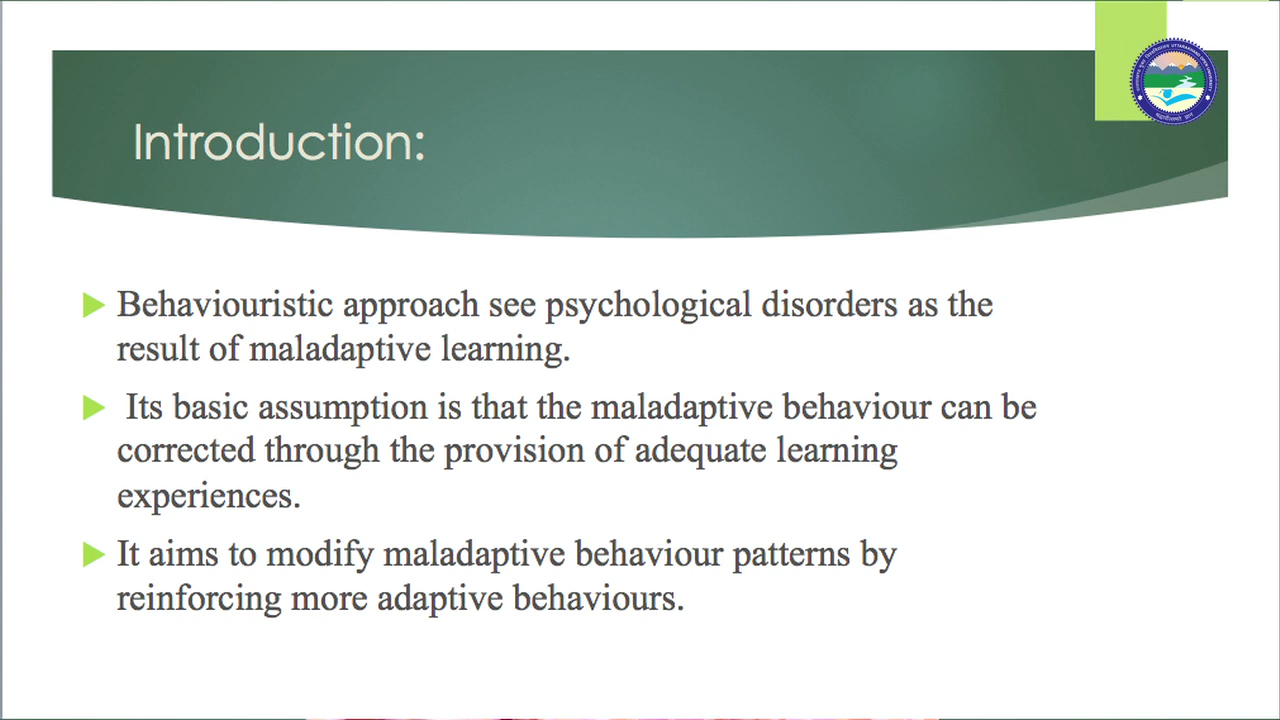 Introduction:
Behaviouristic approach see psychological disorders as the
result of maladaptive learning.
Its basic assumption is that the maladaptive behaviour can be
corrected through the provision of adequate learning
experiences.
It aims to modify maladaptive behaviour patterns by
reinforcing more adaptive behaviours.